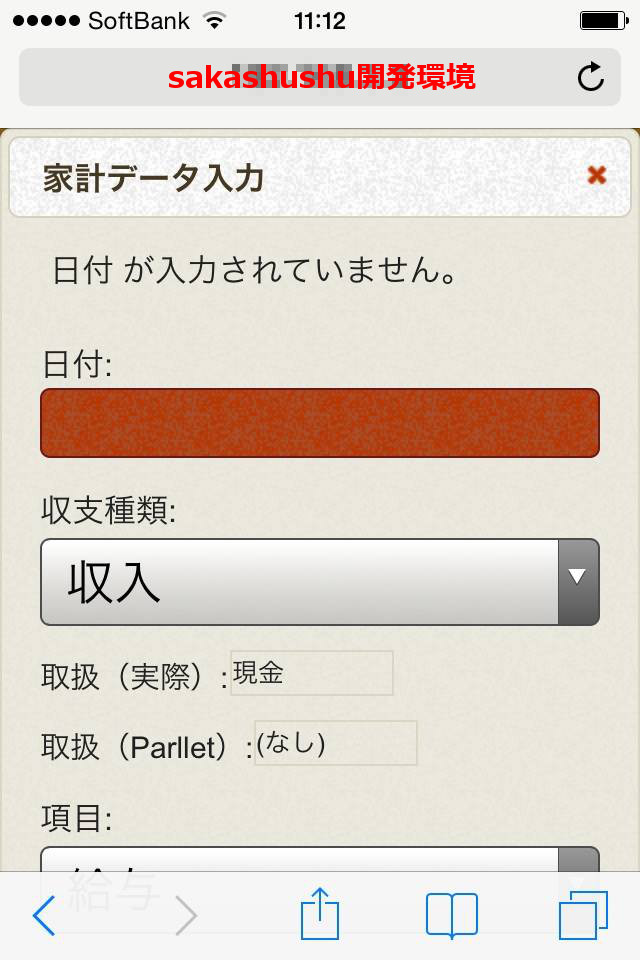 SoftBank 11:12
sakashushu開発環境
家計データ入力
日付 が入力されていません。
日付:
収支種類:
収入
取扱（実際）:現金
取扱（Parllet）:(なし)
項目:
給与